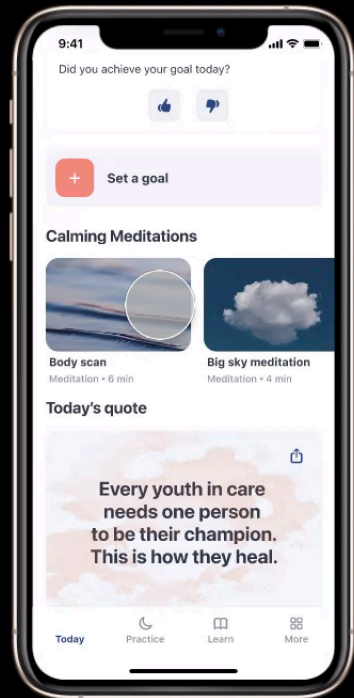 9:41
Did you achieve your goal today?
+ Set a goal
Calming Meditations
Body scan
Meditation • 6 min
Big sky meditation
Meditation • 4 min
Today's quote
Every youth in care
needs one person
to be their champion.
This is how they heal.
Today Practice Learn More